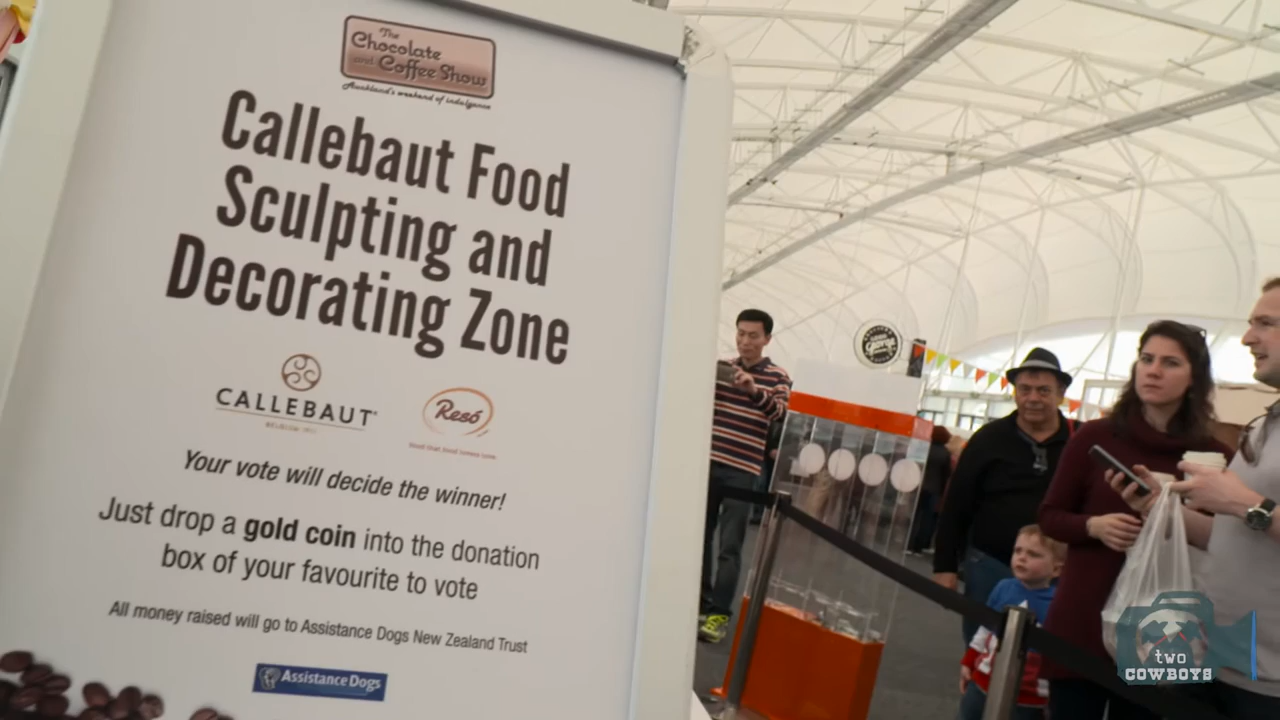 The
Chocolate
and Coffee Show
Auckland's weekend of indulgence
Callebaut Food
Sculpting and
Decorating Zone
CALLEBAUT
Resó
Your vote will decide the winner!
Just drop a gold coin into the donation
box of your favourite to vote
All money raised will go to Assistance Dogs New Zealand Trust
Assistance Dogs
George
two
COWBOYS